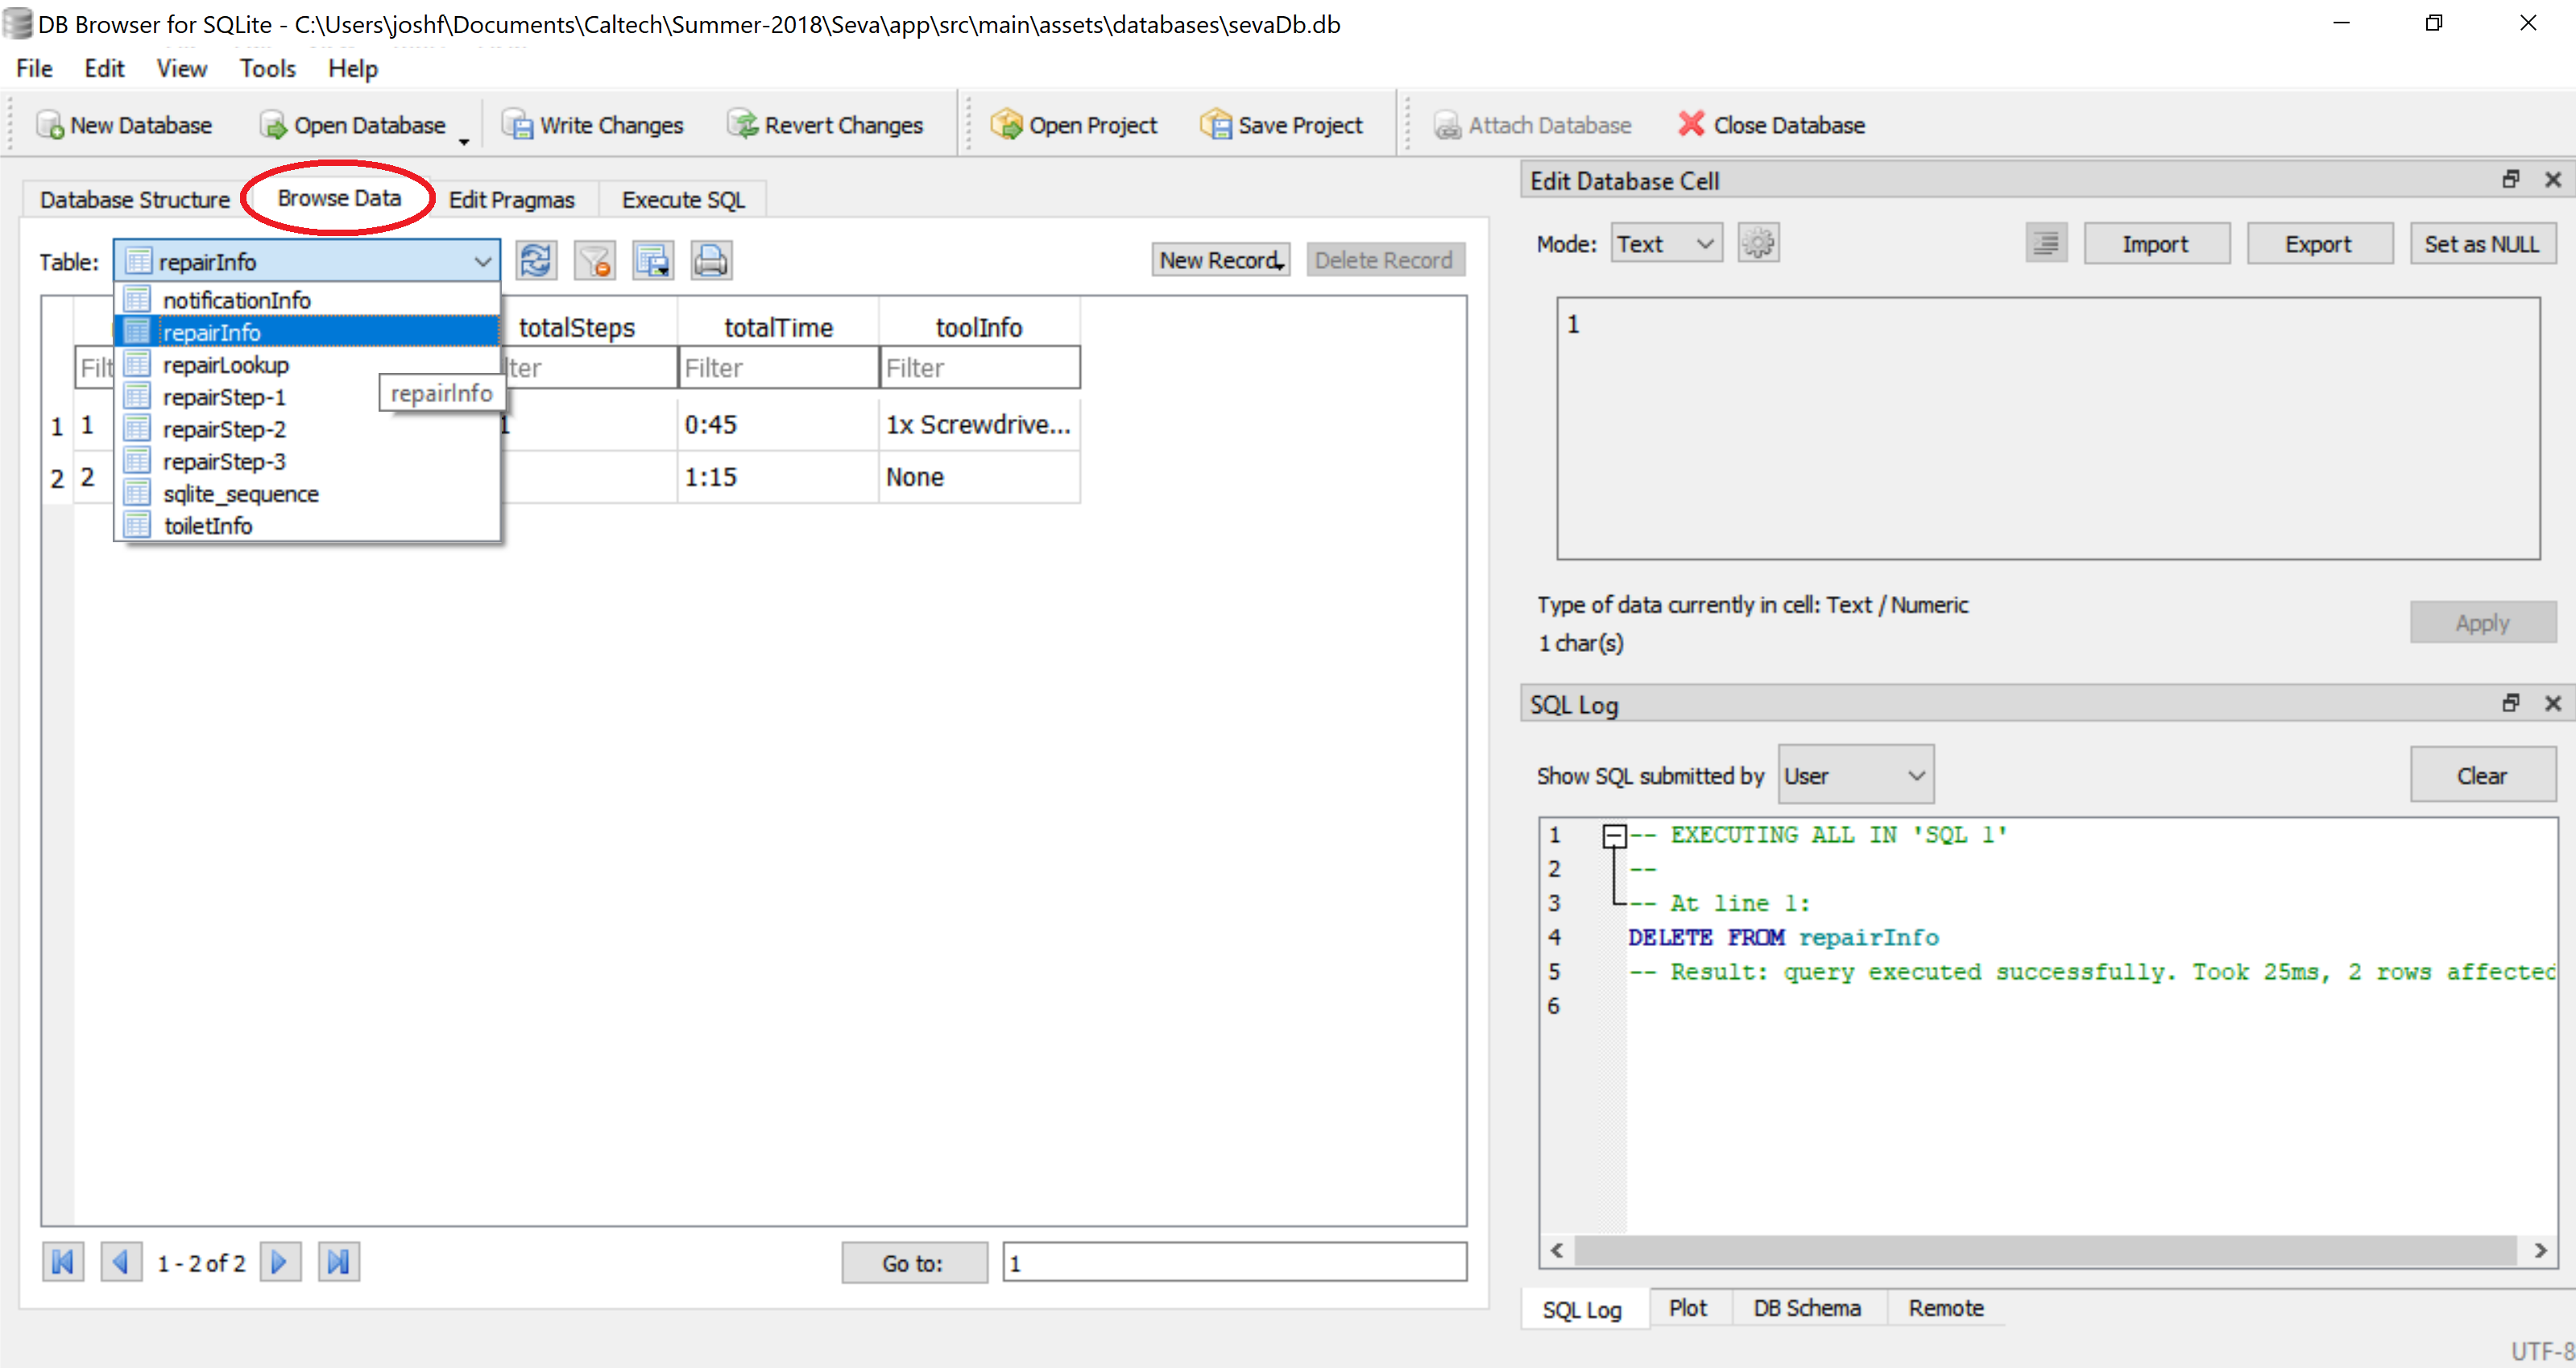 DB Browser for SQLite - C:\Users\joshf\Documents\Caltech\Summer-2018\Seva\app\src\main\assets\databases\sevaDb.db
File Edit View Tools Help
New Database Open Database Write Changes Revert Changes Open Project Save Project Attach Database Close Database
Database Structure Browse Data Edit Pragmas Execute SQL
Table: repairInfo New Record Delete Record
notificationInfo
repairInfo
repairLookup
repairStep-1
repairStep-2
repairStep-3
sqlite_sequence
toiletInfo
repairInfo
totalSteps totalTime toolInfo
Filt lter Filter Filter
1 1 1 0:45 1x Screwdrive...
2 2 1:15 None
1 - 2 of 2 Go to: 1
Edit Database Cell
Mode: Text Import Export Set as NULL
1
Type of data currently in cell: Text / Numeric
1 char(s)
Apply
SQL Log
Show SQL submitted by User Clear
1 -- EXECUTING ALL IN 'SQL 1'
2 --
3 -- At line 1:
4 DELETE FROM repairInfo
5 -- Result: query executed successfully. Took 25ms, 2 rows affected
6
SQL Log Plot DB Schema Remote
UTF-8